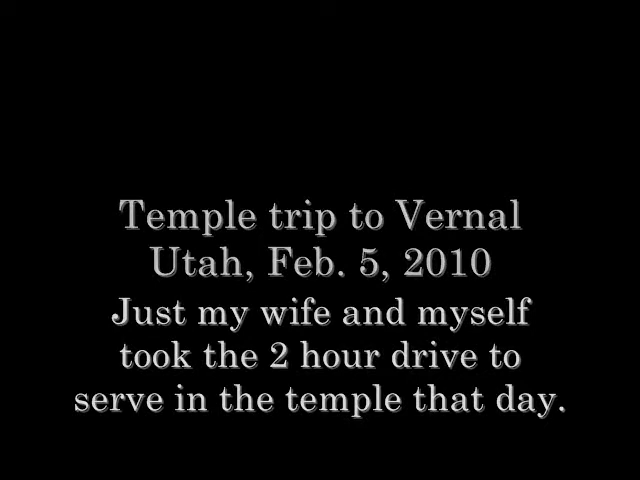 Temple trip to Vernal
Utah, Feb. 5, 2010
Just my wife and myself
took the 2 hour drive to
serve in the temple that day.